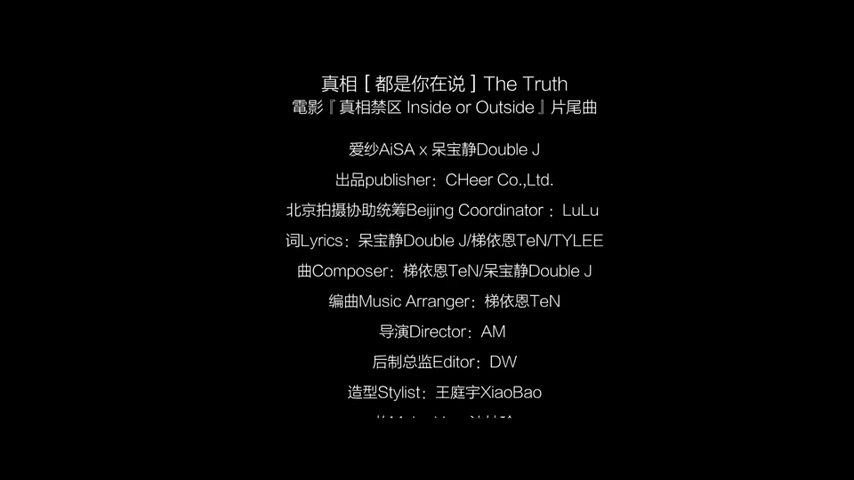 真相 [ 都是你在说 ] The Truth
電影『真相禁区 Inside or Outside』片尾曲
爱纱AiSA x 呆宝静Double J
出品publisher：CHeer Co.,Ltd.
北京拍摄协助统筹Beijing Coordinator：LuLu
词Lyrics：呆宝静Double J/梯依恩TeN/TYLEE
曲Composer：梯依恩TeN/呆宝静Double J
编曲Music Arranger：梯依恩TeN
导演Director：AM
后制总监Editor：DW
造型Stylist：王庭宇XiaoBao